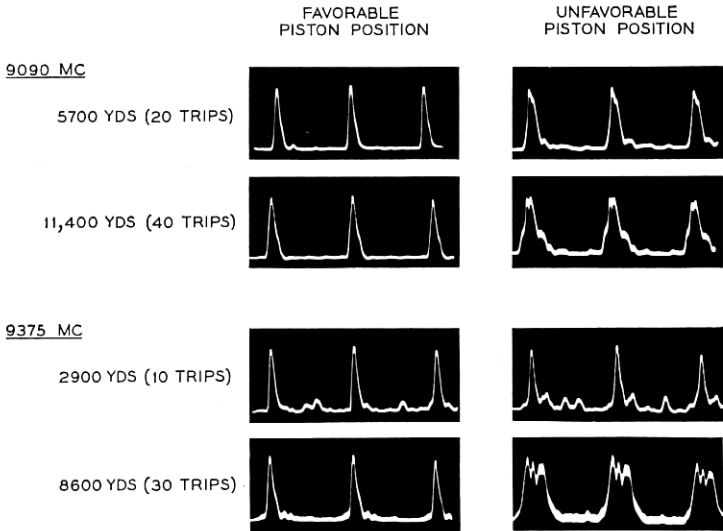 FAVORABLE
PISTON POSITION
UNFAVORABLE
PISTON POSITION
9090 MC
5700 YDS (20 TRIPS)
11,400 YDS (40 TRIPS)
9375 MC
2900 YDS (10 TRIPS)
8600 YDS (30 TRIPS)